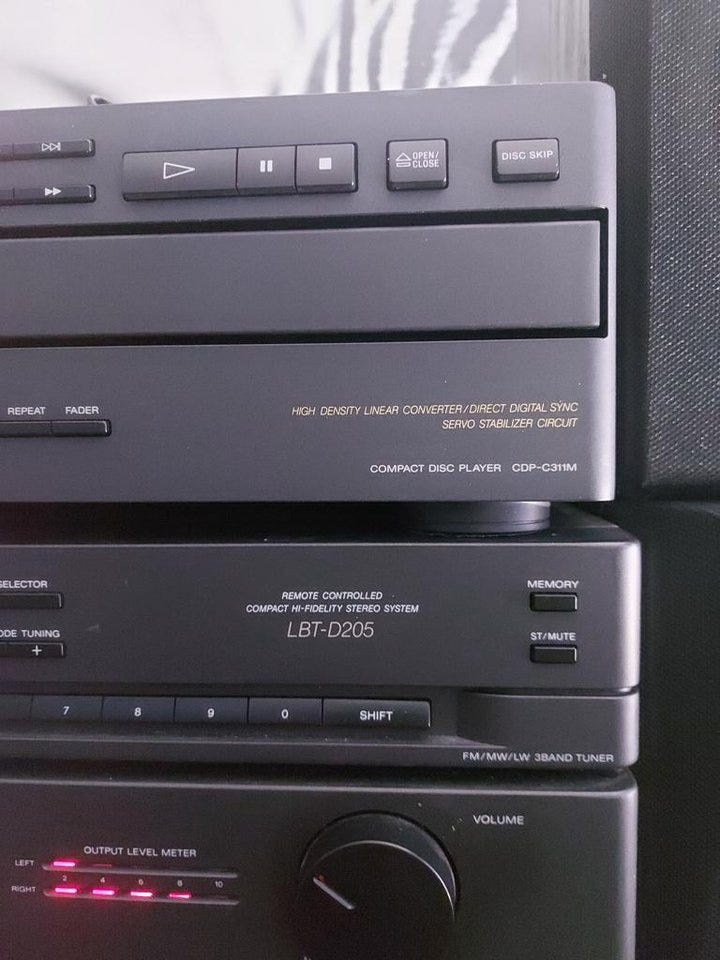 OPEN/
CLOSE
DISC SKIP
REPEAT FADER
HIGH DENSITY LINEAR CONVERTER/DIRECT DIGITAL SYNC
SERVO STABILIZER CIRCUIT
COMPACT DISC PLAYER CDP-C311M
SELECTOR
REMOTE CONTROLLED
COMPACT HI-FIDELITY STEREO SYSTEM
LBT-D205
MEMORY
TUNING
+
ST/MUTE
7 8 9 0 SHIFT
FM/MW/LW 3BAND TUNER
VOLUME
OUTPUT LEVEL METER
LEFT
2 4 6 8 10
RIGHT